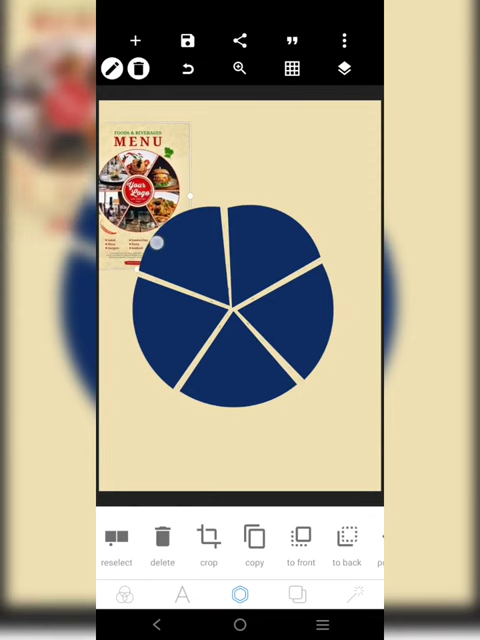 FOODS & BEVERAGES
MENU
Your
Logo
reselect
delete
crop
copy
to front
to back